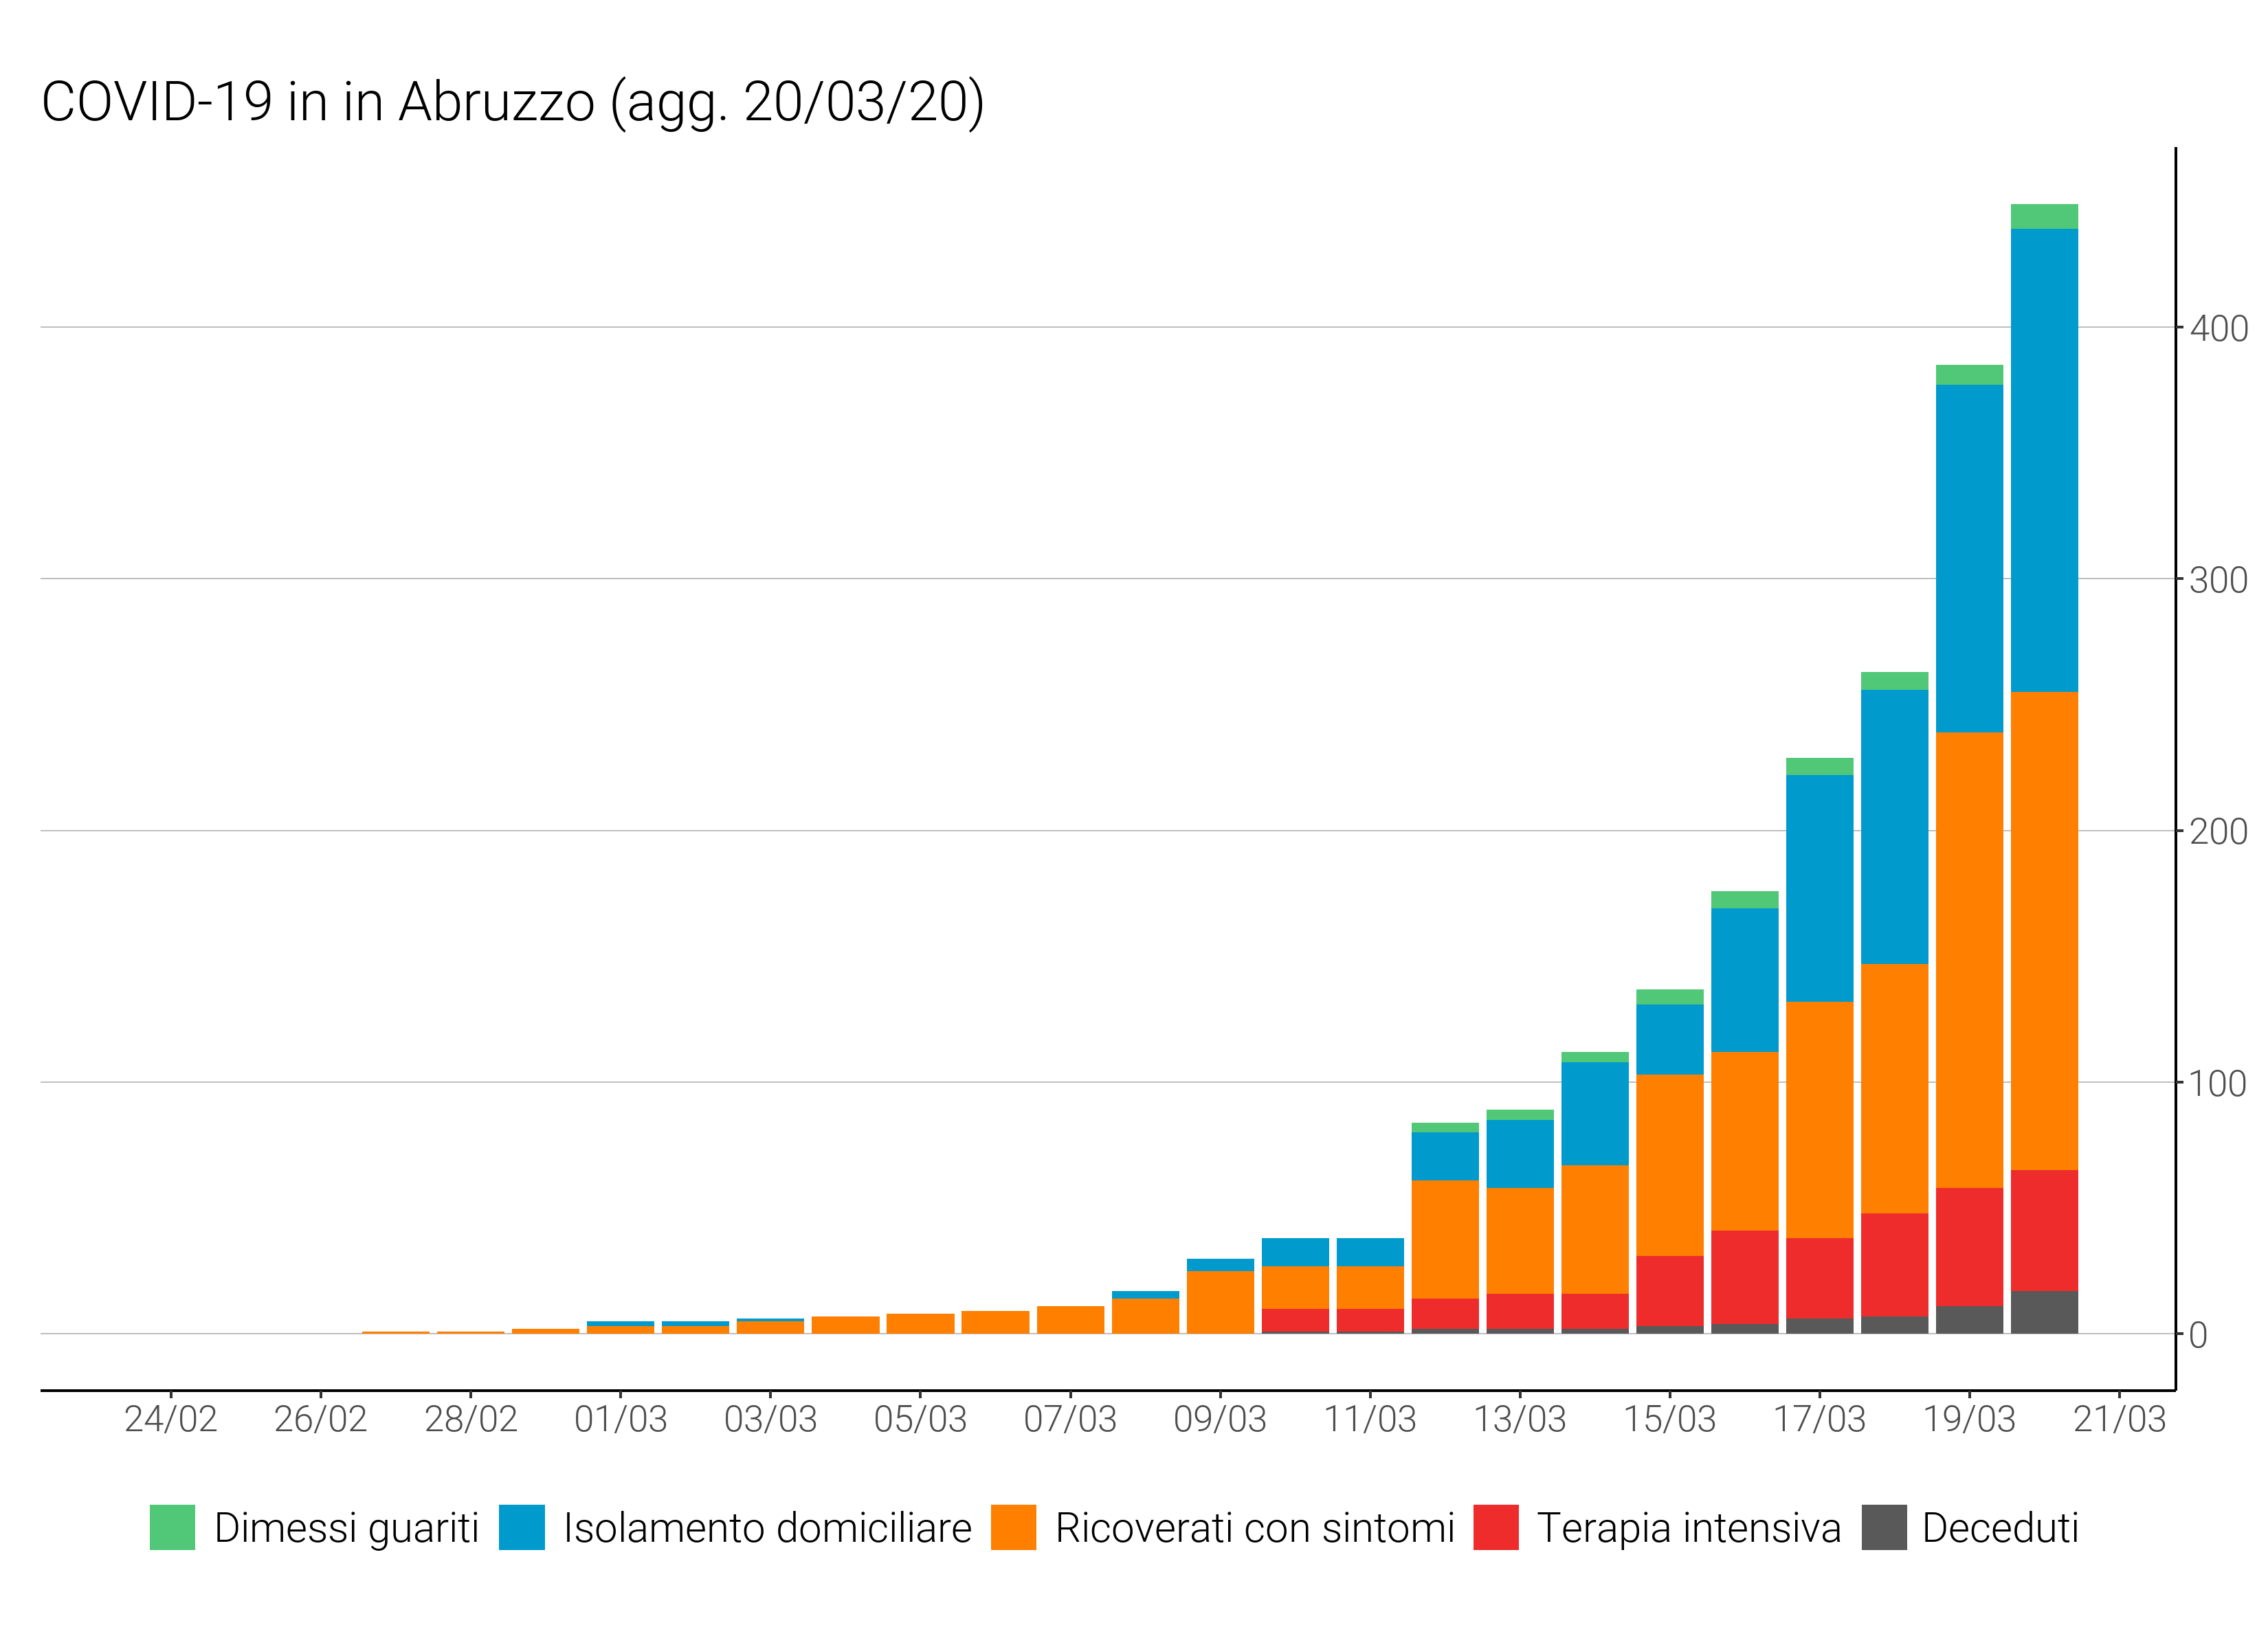 COVID-19 in in Abruzzo (agg. 20/03/20)
400
300
200
100
0
24/02 26/02 28/02 01/03 03/03 05/03 07/03 09/03 11/03 13/03 15/03 17/03 19/03 21/03
Dimessi guariti Isolamento domiciliare Ricoverati con sintomi Terapia intensiva Deceduti